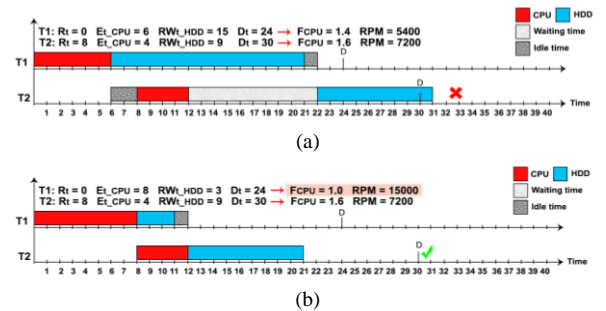 T1: Rt = 0 Et_CPU = 6 RWt_HDD = 15 Dt = 24 → FCPU = 1.4 RPM = 5400
T2: Rt = 8 Et_CPU = 4 RWt_HDD = 9 Dt = 30 → FCPU = 1.6 RPM = 7200
CPU HDD
Waiting time
Idle time
T1
D
T2
D
Time
1 2 3 4 5 6 7 8 9 10 11 12 13 14 15 16 17 18 19 20 21 22 23 24 25 26 27 28 29 30 31 32 33 34 35 36 37 38 39 40
(a)
T1: Rt = 0 Et_CPU = 8 RWt_HDD = 3 Dt = 24 → FCPU = 1.0 RPM = 15000
T2: Rt = 8 Et_CPU = 4 RWt_HDD = 9 Dt = 30 → FCPU = 1.6 RPM = 7200
CPU HDD
Waiting time
Idle time
T1
D
T2
D
Time
1 2 3 4 5 6 7 8 9 10 11 12 13 14 15 16 17 18 19 20 21 22 23 24 25 26 27 28 29 30 31 32 33 34 35 36 37 38 39 40
(b)